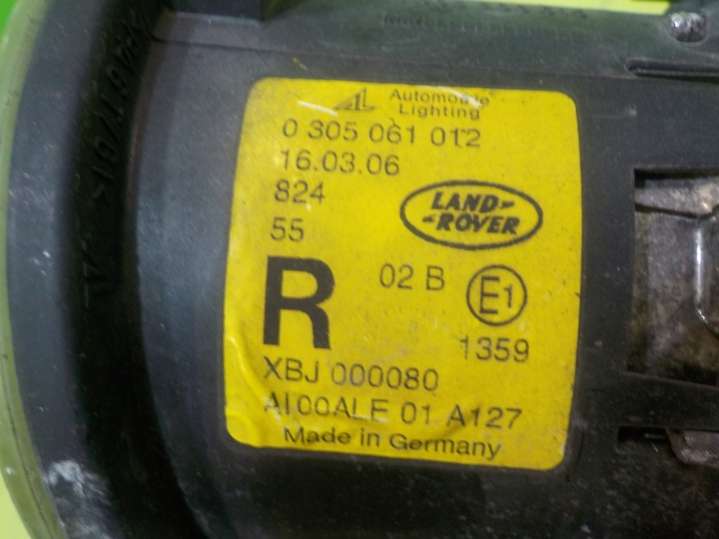 Automotive
Lighting
0 305 061 012
16.03.06
824
LAND-
-ROVER
55
R
02 B
E1
1359
XBJ 000080
AI00ALE 01 A127
Made in Germany